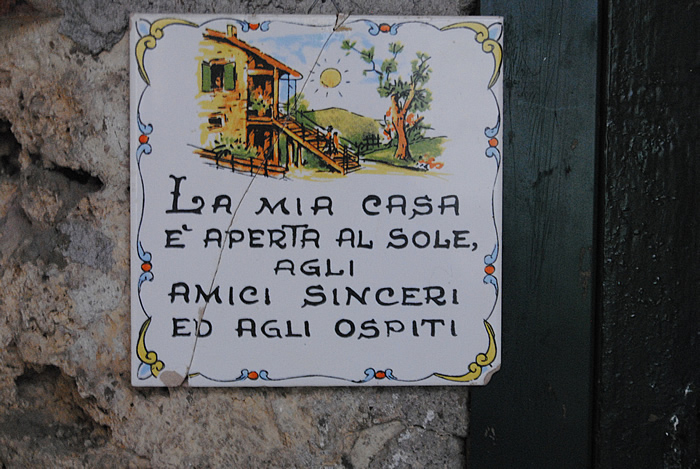 LA MIA CASA
E' APERTA AL SOLE,
AGLI
AMICI SINCERI
ED AGLI OSPITI